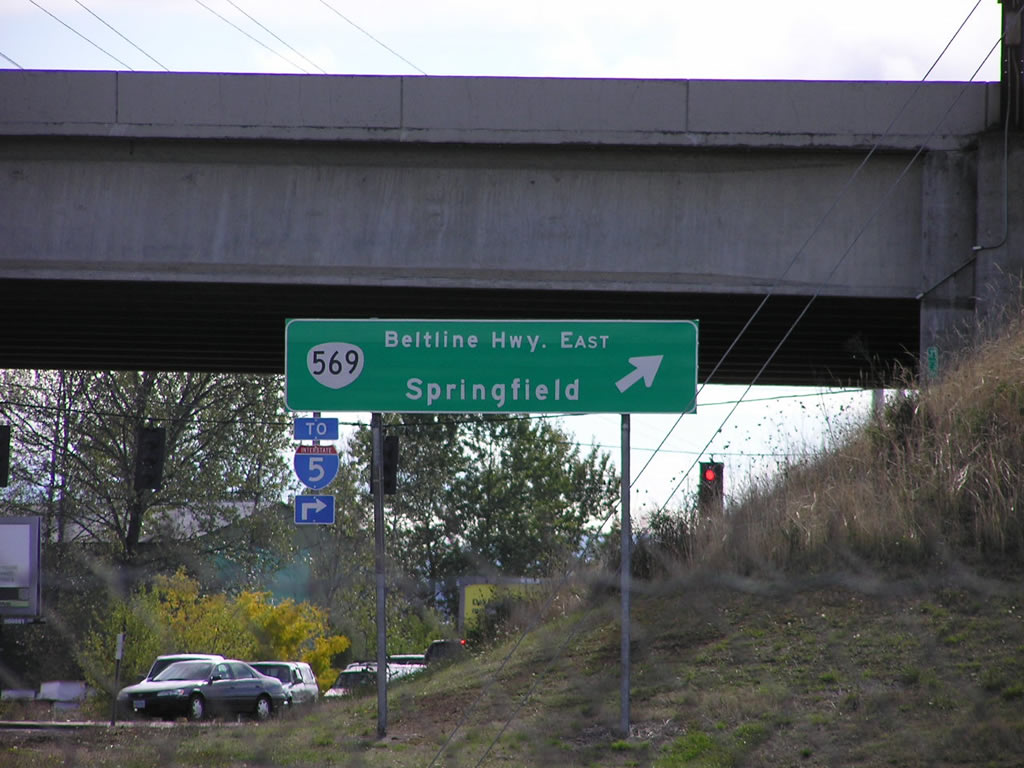 569
Beltline Hwy. EAST
Springfield
TO
INTERSTATE
5